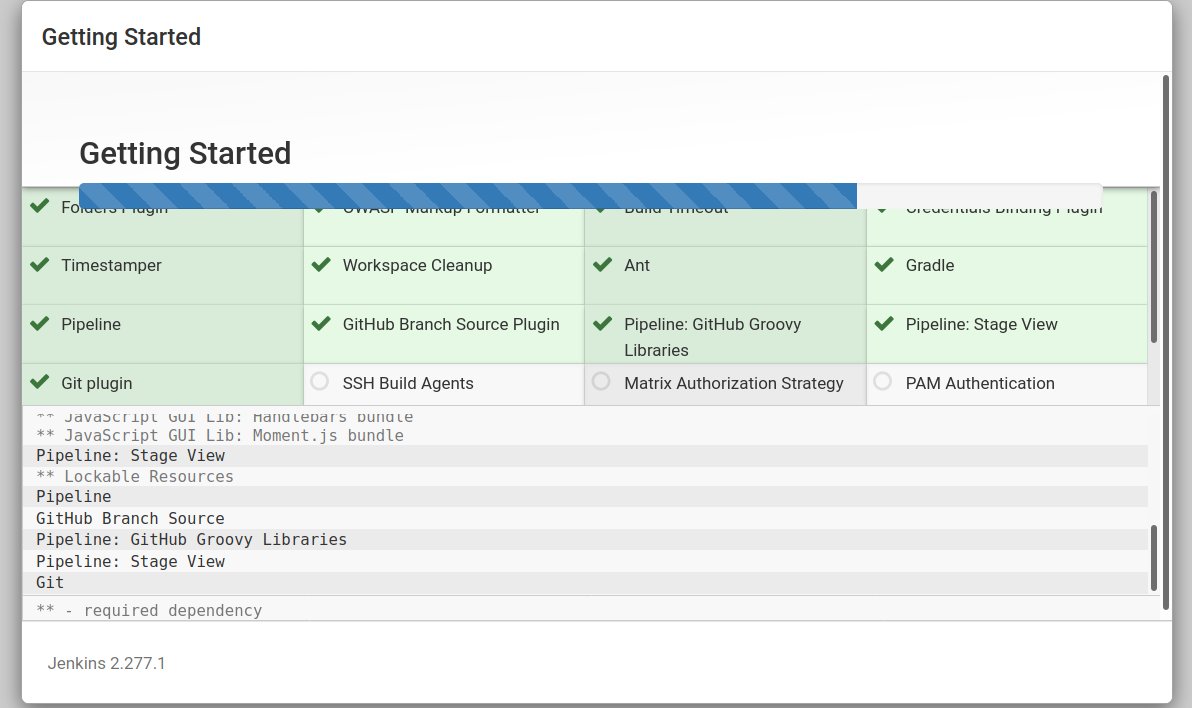 Getting Started
Getting Started
Folders Plugin OWASP Markup Formatter Build Timeout Credentials Binding Plugin
Timestamper Workspace Cleanup Ant Gradle
Pipeline GitHub Branch Source Plugin Pipeline: GitHub Groovy Libraries Pipeline: Stage View
Git plugin SSH Build Agents Matrix Authorization Strategy PAM Authentication
** JavaScript GUI Lib: Handlebars bundle
** JavaScript GUI Lib: Moment.js bundle
Pipeline: Stage View
** Lockable Resources
Pipeline
GitHub Branch Source
Pipeline: GitHub Groovy Libraries
Pipeline: Stage View
Git
** - required dependency
Jenkins 2.277.1